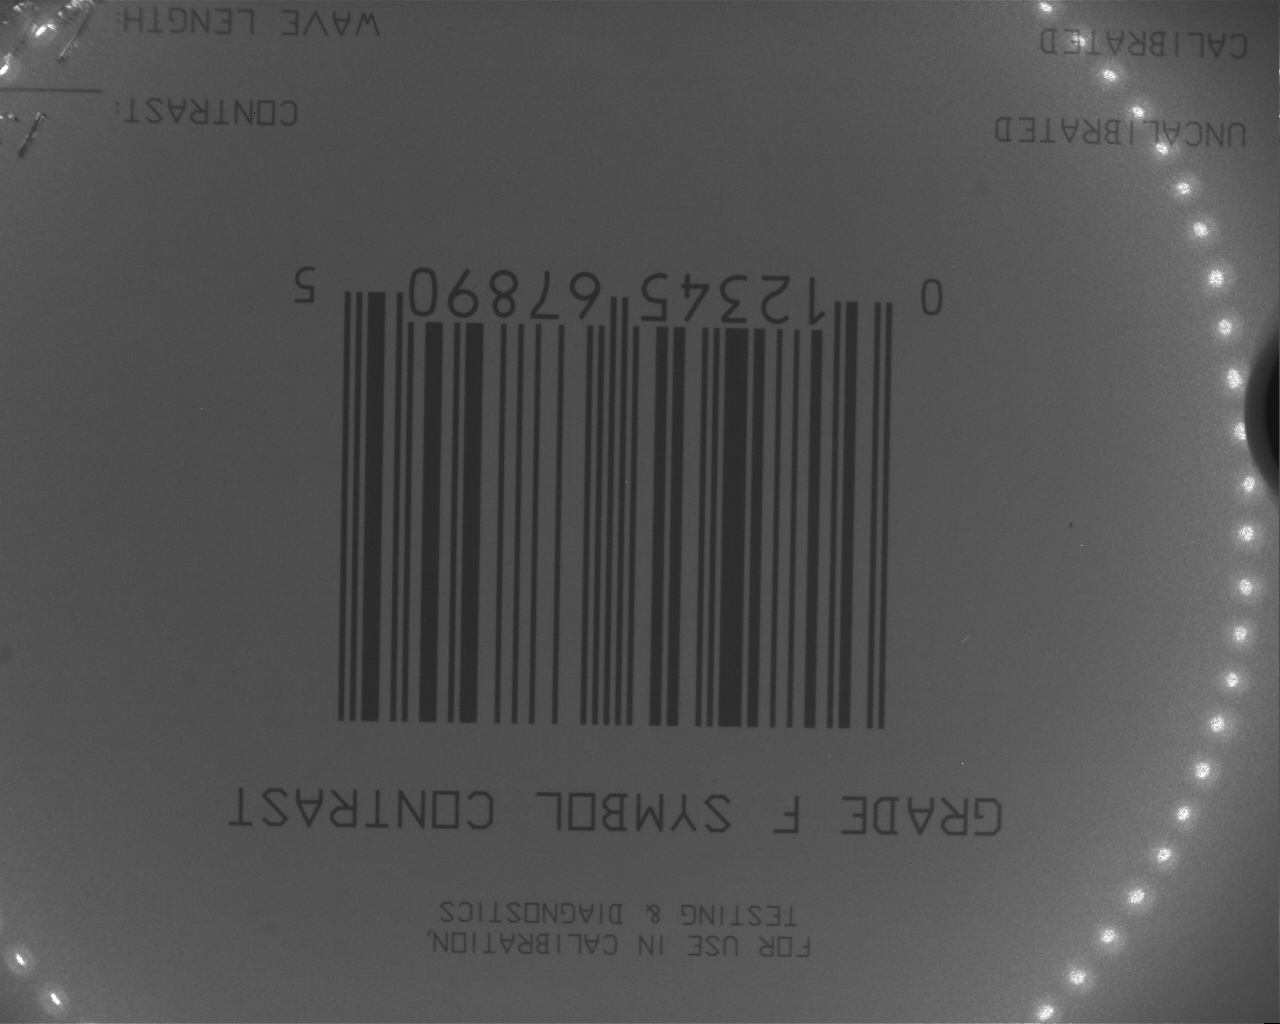 FOR USE IN CALIBRATION,
TESTING & DIAGNOSTICS
GRADE F SYMBOL CONTRAST
0 12345 67890 5
UNCALIBRATED CONTRAST:
CALIBRATED WAVE LENGTH: